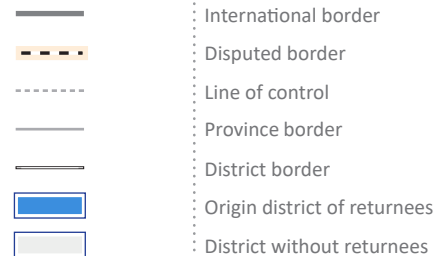 International border
Disputed border
Line of control
Province border
District border
Origin district of returnees
District without returnees